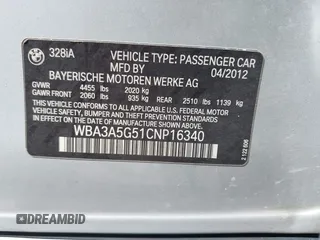 328iA
VEHICLE TYPE: PASSENGER CAR
04/2012
BAYERISCHE MOTOREN WERKE AG
GVWR 4455 lbs 2020 kg
GAWR FRONT 2060 lbs 935 kg REAR 2510 lbs 1139 kg
THIS VEHICLE CONFORMS TO ALL APPLICABLE FEDERAL MOTOR
VEHICLE SAFETY, BUMPER AND THEFT PREVENTION STANDARDS
IN EFFECT ON THE DATE OF MANUFACTURE SHOWN ABOVE.
WBA3A5G51CNP16340
DREAMBID